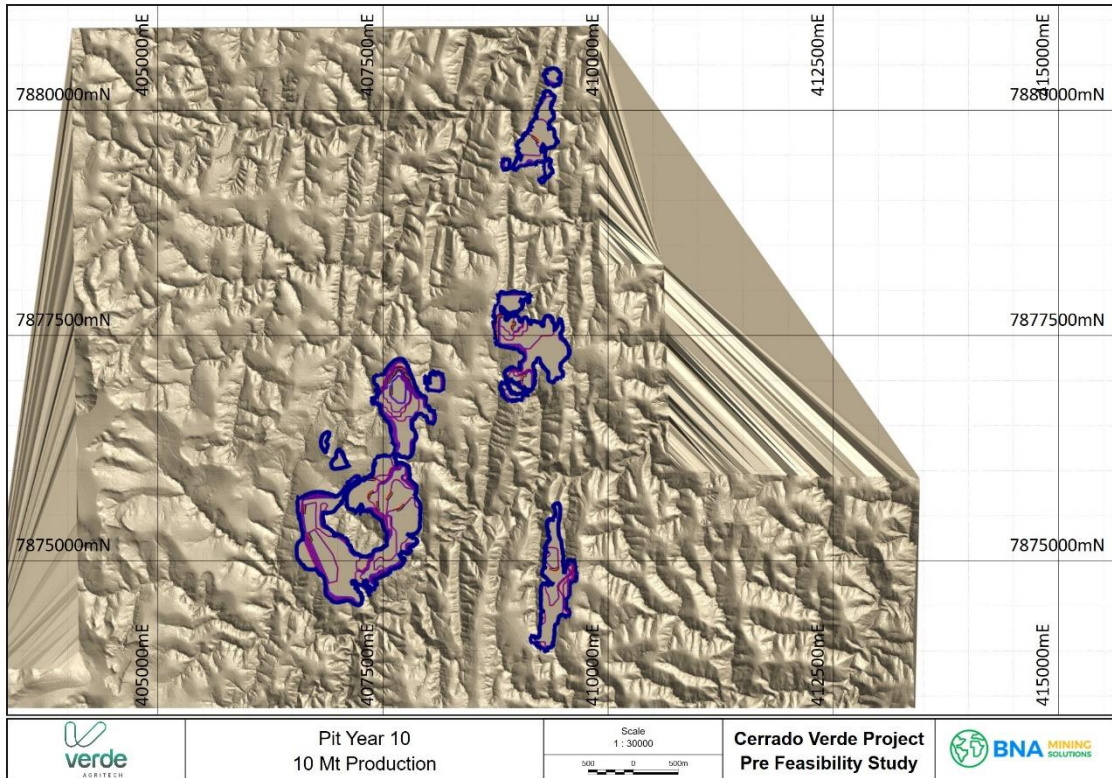 405000mE
407500mE
410000mE
412500mE
415000mE
7880000mN
7880000mN
7877500mN
7877500mN
7875000mN
7875000mN
405000mE
407500mE
410000mE
412500mE
415000mE
verde
AGRITECH
Pit Year 10
10 Mt Production
Scale
1 : 30000
500 0 500m
Cerrado Verde Project
Pre Feasibility Study
BNA MINING
SOLUTIONS